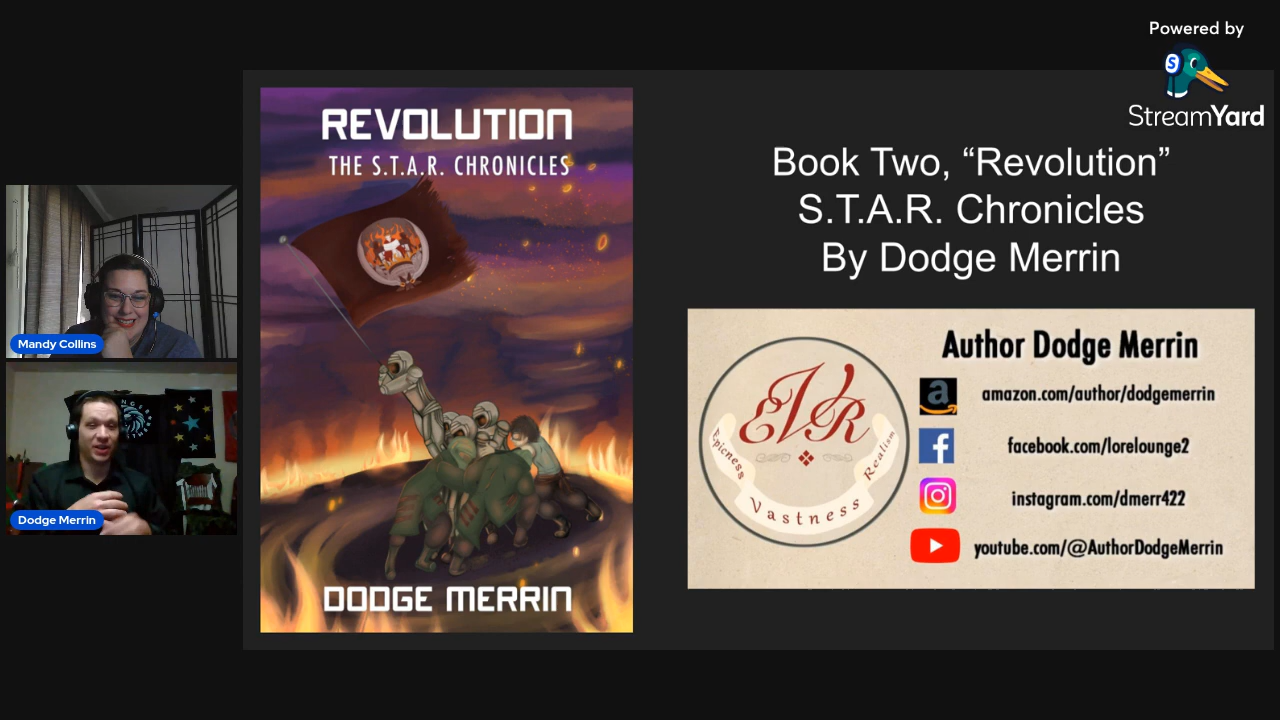 Powered by
StreamYard
Mandy Collins
Dodge Merrin
REVOLUTION
THE S.T.A.R. CHRONICLES
DODGE MERRIN
Book Two, “Revolution”
S.T.A.R. Chronicles
By Dodge Merrin
EVR
Epicness
Vastness
Realism
Author Dodge Merrin
amazon.com/author/dodgemerrin
facebook.com/lorelounge2
instagram.com/dmerr422
youtube.com/@AuthorDodgeMerrin